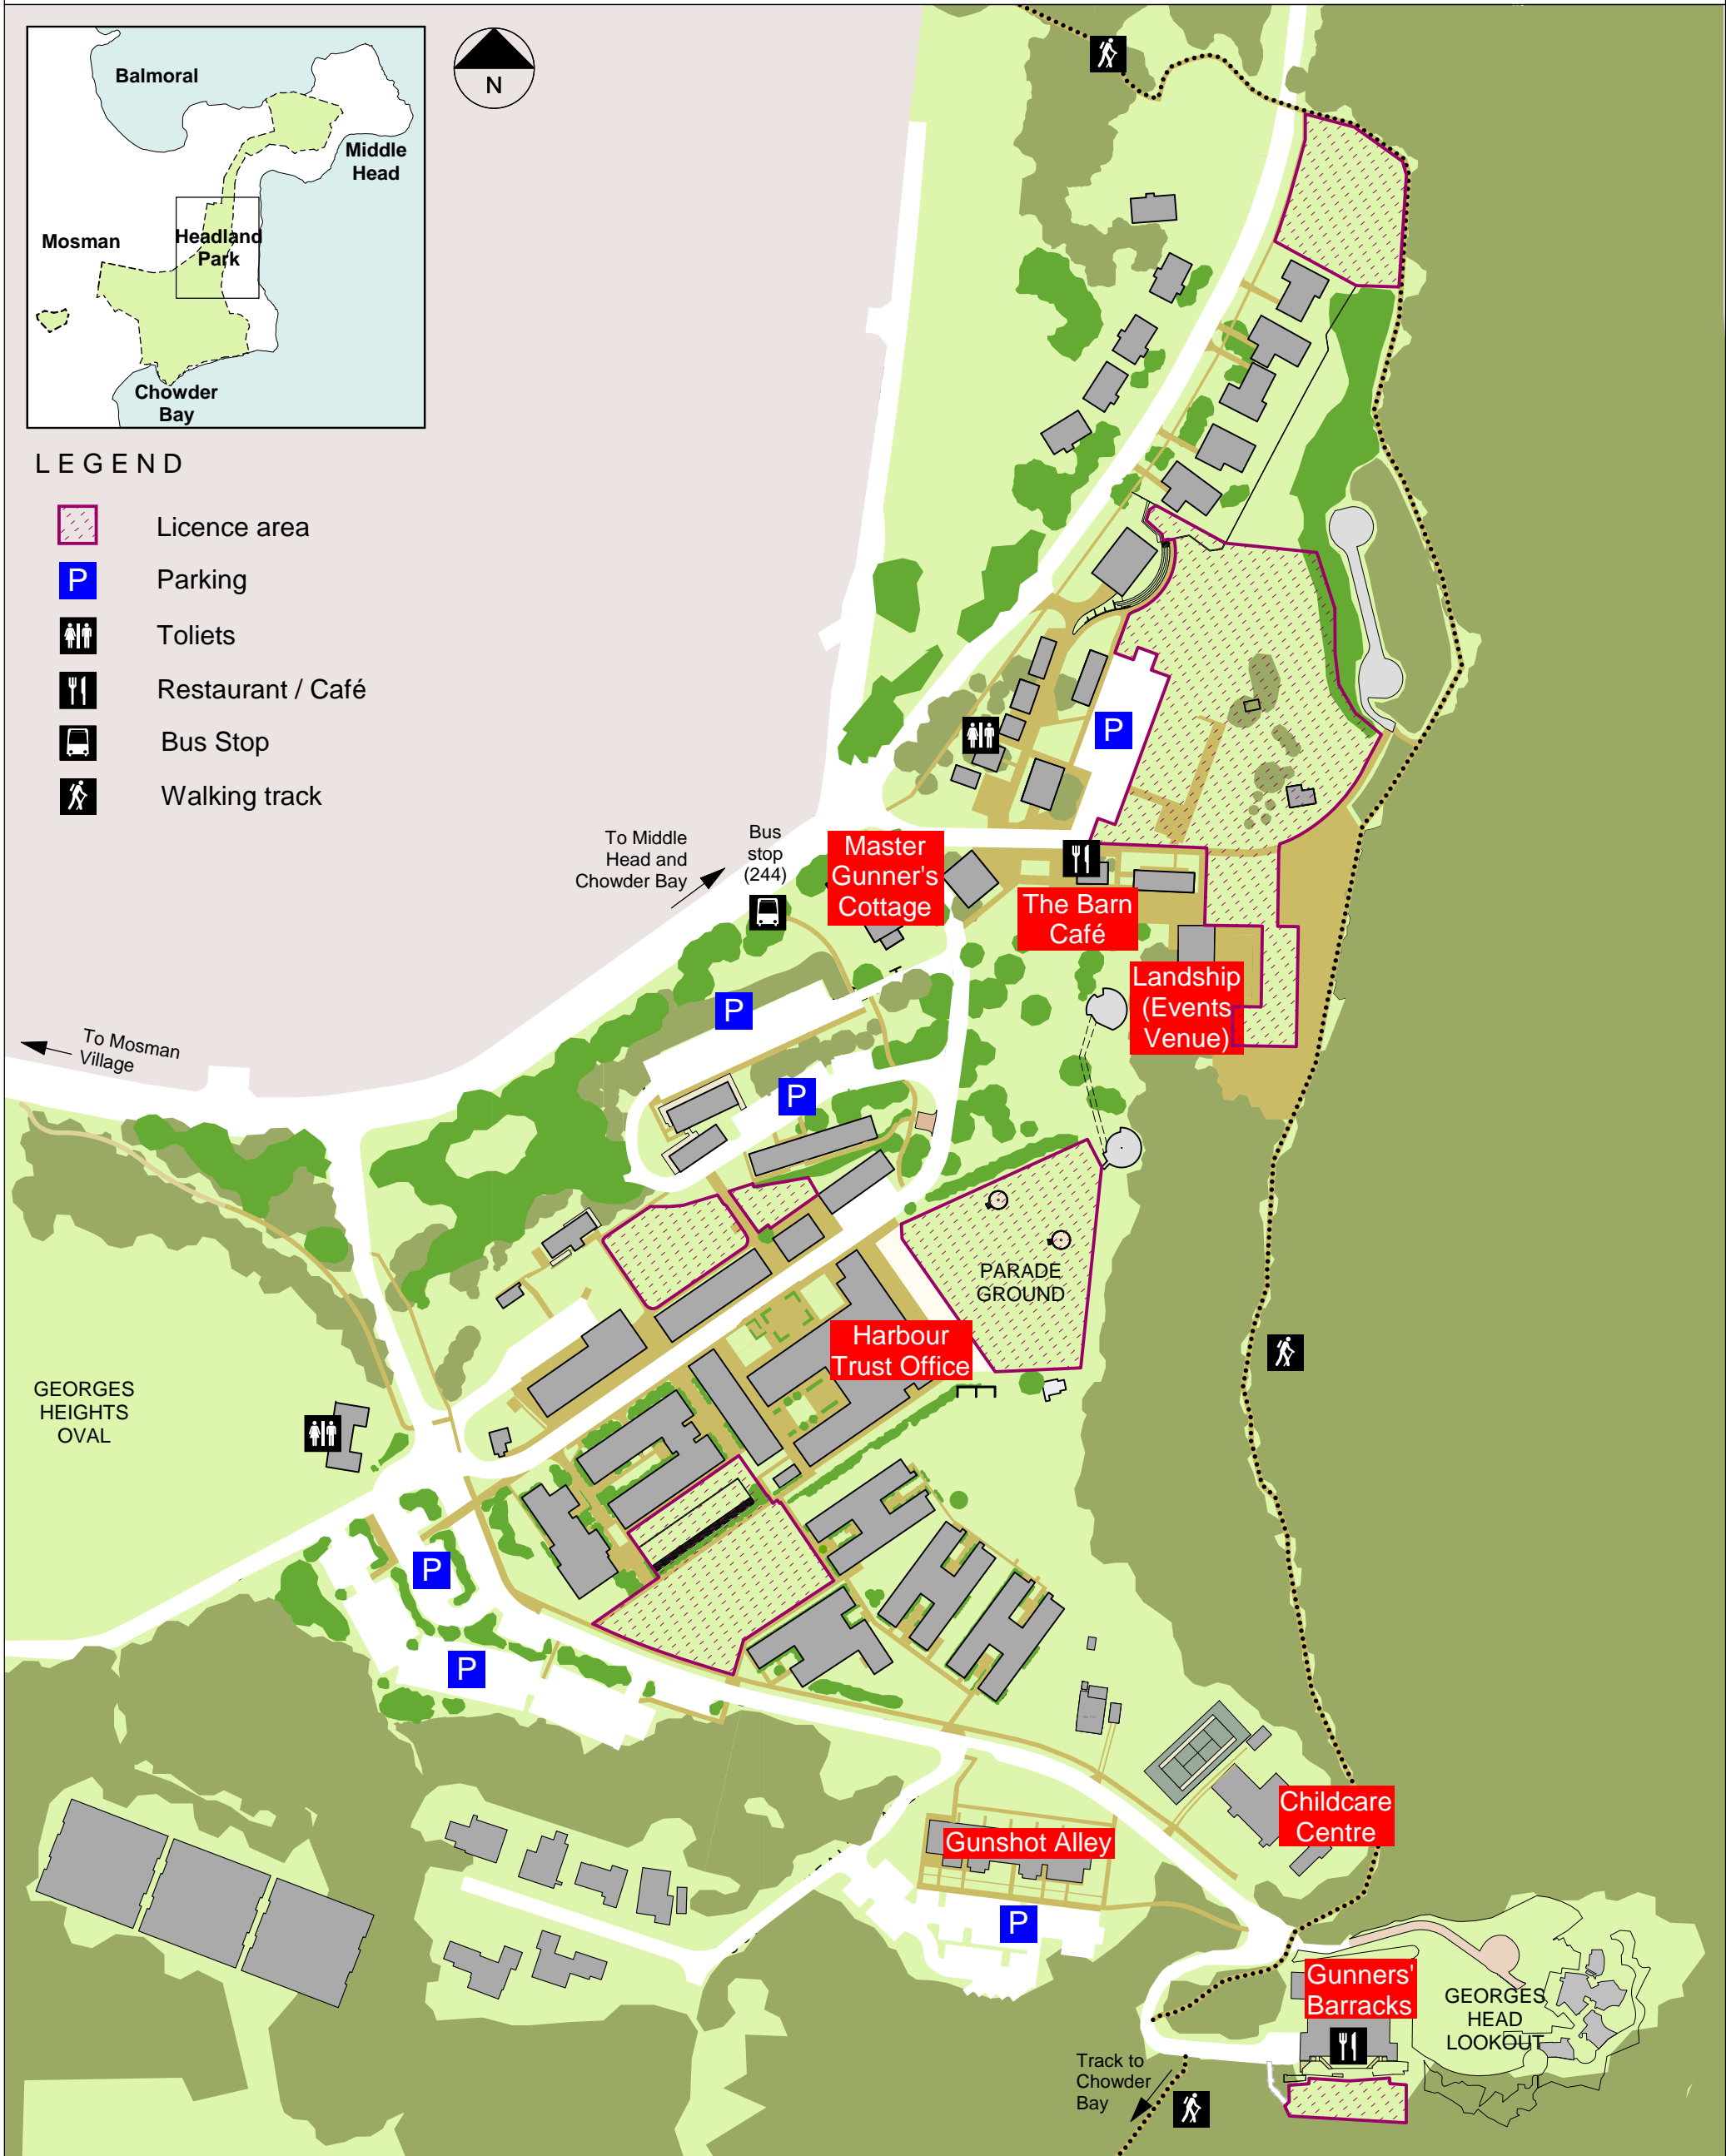 Balmoral
Middle
Head
Mosman
Headland
Park
Chowder
Bay
N
LEGEND
Licence area
P
Parking
Toliets
Restaurant / Café
Bus Stop
Walking track
P
To Middle
Head and
Chowder Bay
Bus
stop
(244)
Master
Gunner's
Cottage
The Barn
Café
Landship
(Events
Venue)
P
To Mosman
Village
P
PARADE
GROUND
Harbour
Trust Office
GEORGES
HEIGHTS
OVAL
P
P
Childcare
Centre
Gunshot Alley
P
Gunners'
Barracks
GEORGES
HEAD
LOOKOUT
Track to
Chowder
Bay